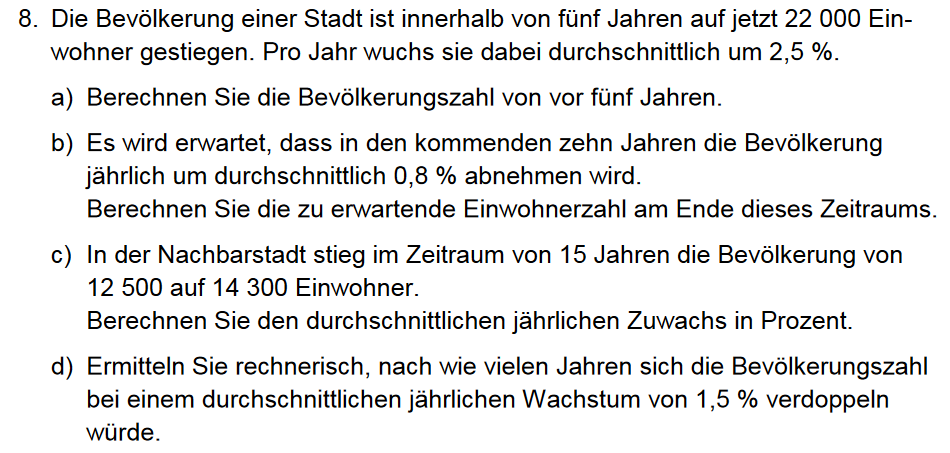 8. Die Bevölkerung einer Stadt ist innerhalb von fünf Jahren auf jetzt 22 000 Ein-
wohner gestiegen. Pro Jahr wuchs sie dabei durchschnittlich um 2,5 %.
a) Berechnen Sie die Bevölkerungszahl von vor fünf Jahren.
b) Es wird erwartet, dass in den kommenden zehn Jahren die Bevölkerung
jährlich um durchschnittlich 0,8 % abnehmen wird.
Berechnen Sie die zu erwartende Einwohnerzahl am Ende dieses Zeitraums.
c) In der Nachbarstadt stieg im Zeitraum von 15 Jahren die Bevölkerung von
12 500 auf 14 300 Einwohner.
Berechnen Sie den durchschnittlichen jährlichen Zuwachs in Prozent.
d) Ermitteln Sie rechnerisch, nach wie vielen Jahren sich die Bevölkerungszahl
bei einem durchschnittlichen jährlichen Wachstum von 1,5 % verdoppeln
würde.